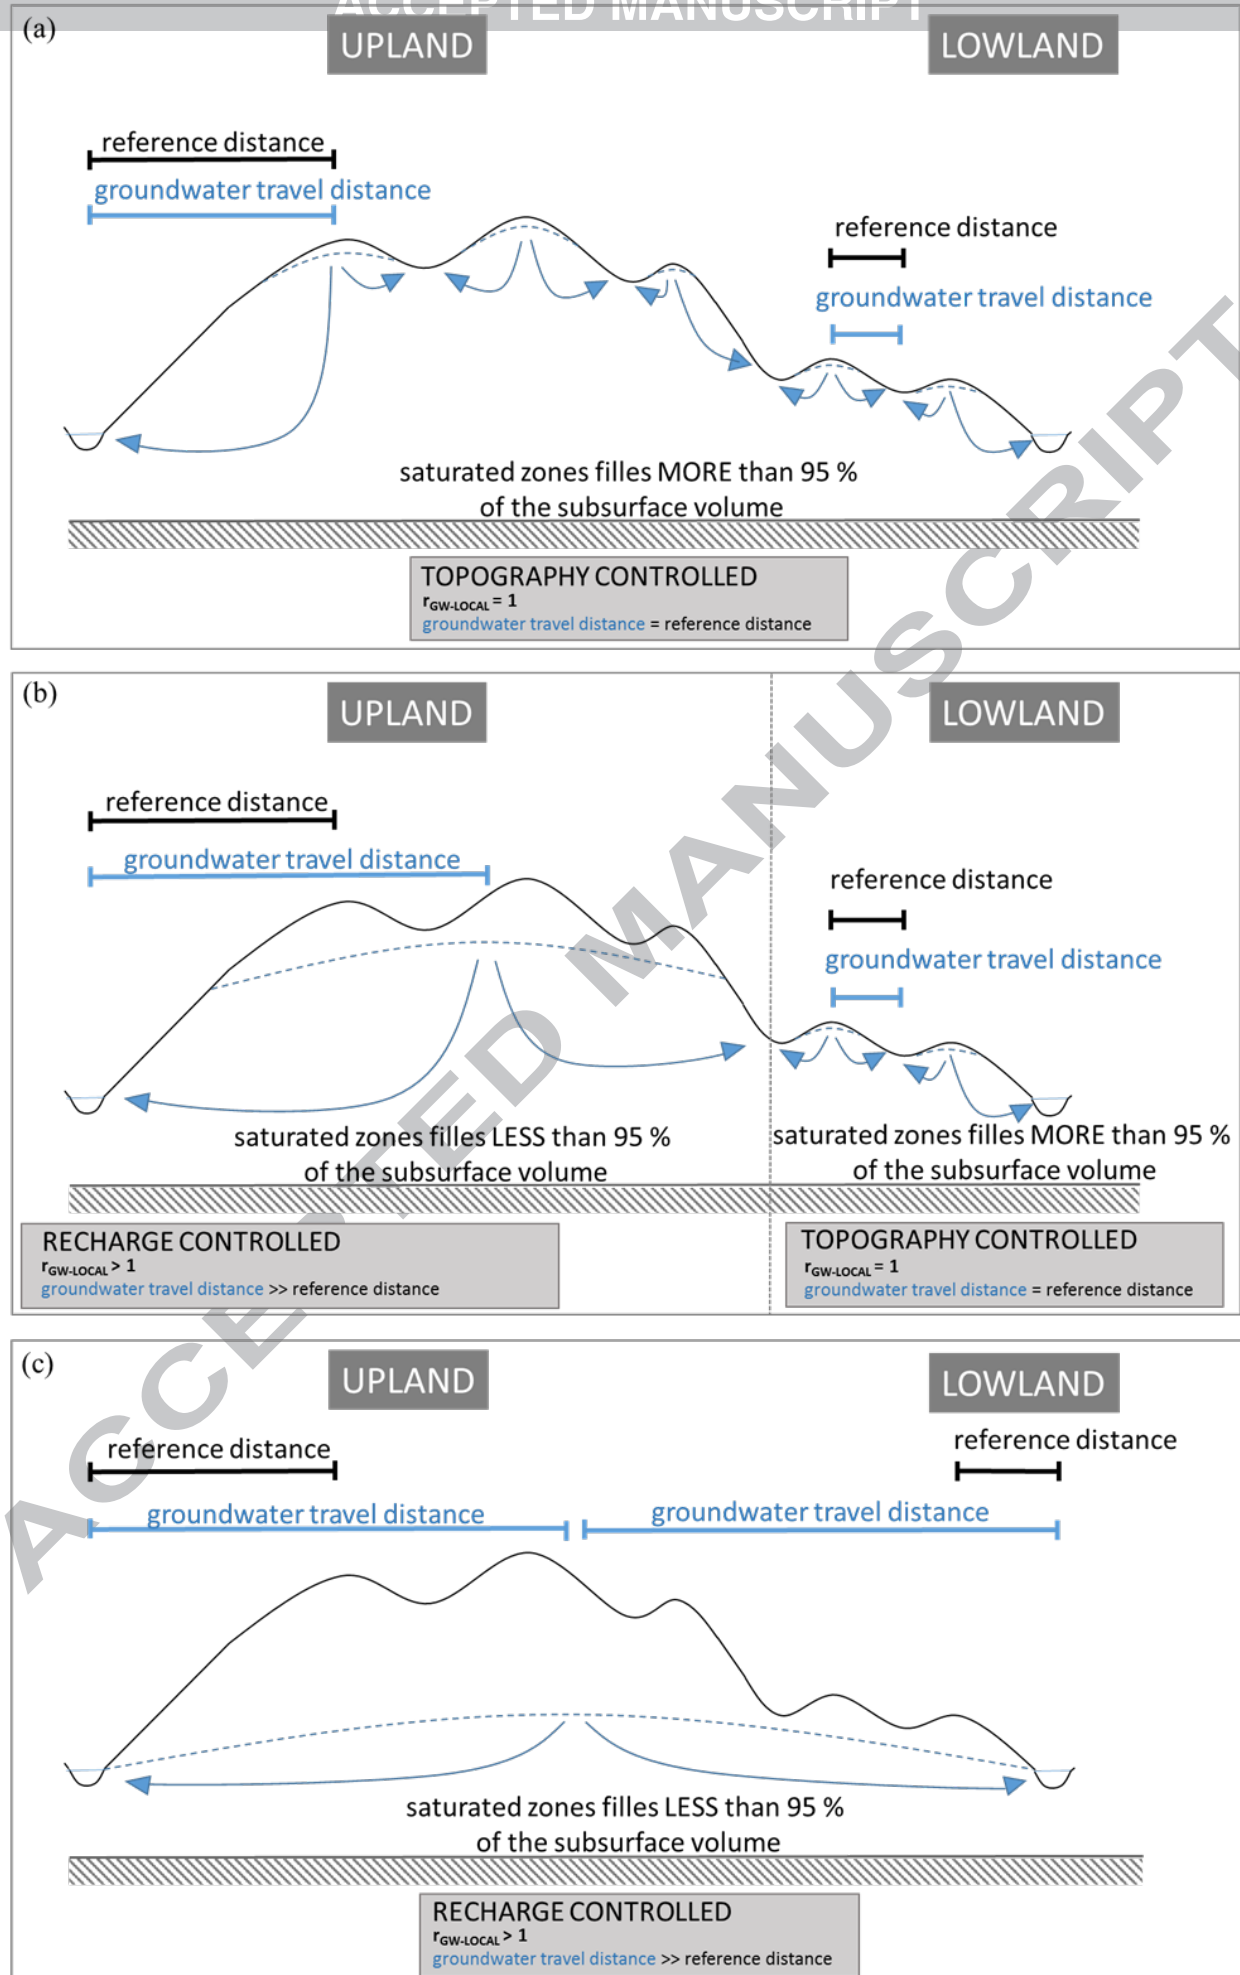 ACCEPTED MANUSCRIPT
(a)
UPLAND
LOWLAND
reference distance
groundwater travel distance
reference distance
groundwater travel distance
saturated zones filles MORE than 95 %
of the subsurface volume
TOPOGRAPHY CONTROLLED
rGW-LOCAL = 1
groundwater travel distance = reference distance
(b)
UPLAND
LOWLAND
reference distance
groundwater travel distance
reference distance
groundwater travel distance
saturated zones filles LESS than 95 %
of the subsurface volume
saturated zones filles MORE than 95 %
of the subsurface volume
RECHARGE CONTROLLED
rGW-LOCAL > 1
groundwater travel distance >> reference distance
TOPOGRAPHY CONTROLLED
rGW-LOCAL = 1
groundwater travel distance = reference distance
(c)
UPLAND
LOWLAND
reference distance
reference distance
groundwater travel distance
groundwater travel distance
saturated zones filles LESS than 95 %
of the subsurface volume
RECHARGE CONTROLLED
rGW-LOCAL > 1
groundwater travel distance >> reference distance
ACCEPTED MANUSCRIPT